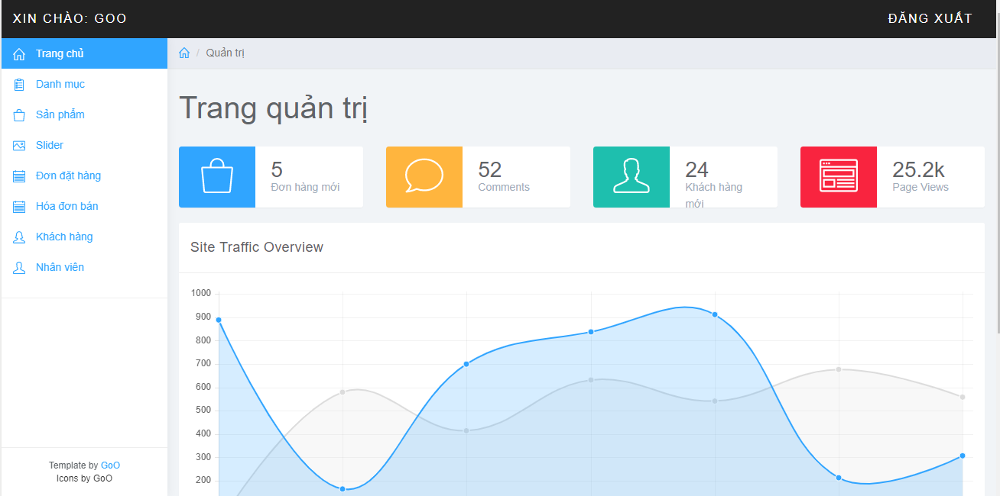 XIN CHÀO: GOO
ĐĂNG XUẤT
Trang chủ
Danh mục
Sản phẩm
Slider
Đơn đặt hàng
Hóa đơn bán
Khách hàng
Nhân viên
Template by GoO
Icons by GoO
/ Quản trị
Trang quản trị
5
Đơn hàng mới
52
Comments
24
Khách hàng
mới
25.2k
Page Views
Site Traffic Overview
1000
900
800
700
600
500
400
300
200